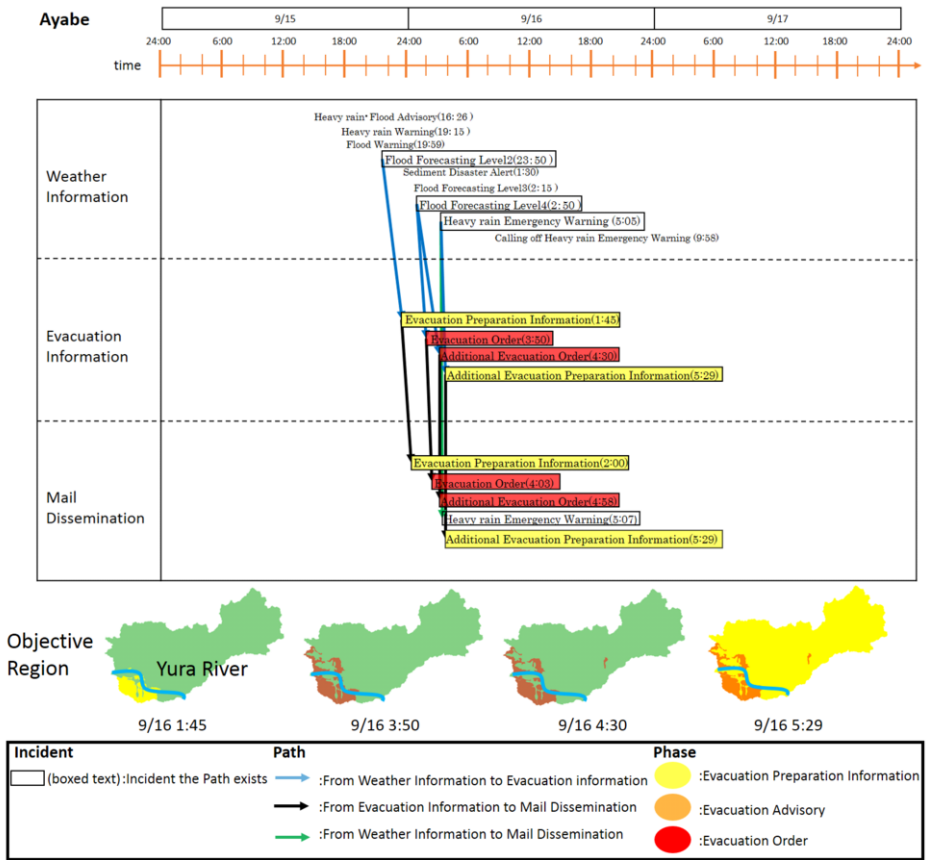 Ayabe
9/15 9/16 9/17
24:00 6:00 12:00 18:00 24:00 6:00 12:00 18:00 24:00 6:00 12:00 18:00 24:00
time
Weather
Information
Heavy rain・Flood Advisory(16:26)
Heavy rain Warning(19:15)
Flood Warning(19:59)
Flood Forecasting Level2(23:50)
Sediment Disaster Alert(1:30)
Flood Forecasting Level3(2:15)
Flood Forecasting Level4(2:50)
Heavy rain Emergency Warning (5:05)
Calling off Heavy rain Emergency Warning (9:58)
Evacuation
Information
Evacuation Preparation Information(1:45)
Evacuation Order(3:50)
Additional Evacuation Order(4:30)
Additional Evacuation Preparation Information(5:29)
Mail
Dissemination
Evacuation Preparation Information(2:00)
Evacuation Order(4:03)
Additional Evacuation Order(4:58)
Heavy rain Emergency Warning(5:07)
Additional Evacuation Preparation Information(5:29)
Objective
Region
Yura River
9/16 1:45 9/16 3:50 9/16 4:30 9/16 5:29
Incident
(boxed text):Incident the Path exists
Path
:From Weather Information to Evacuation information
:From Evacuation Information to Mail Dissemination
:From Weather Information to Mail Dissemination
Phase
:Evacuation Preparation Information
:Evacuation Advisory
:Evacuation Order